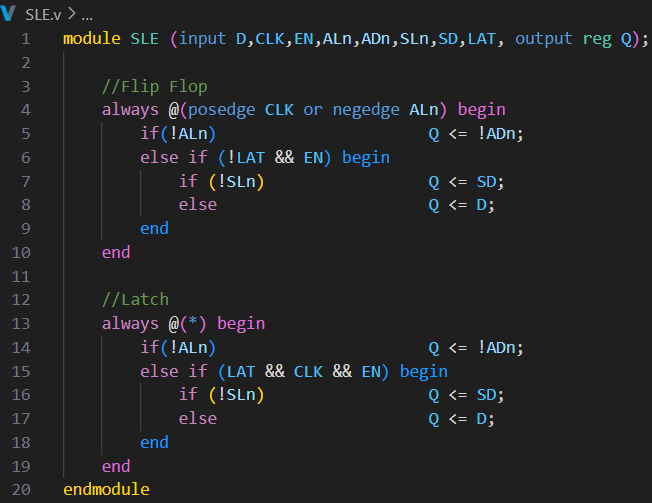 SLE.v > ...
1 module SLE (input D,CLK,EN,ALn,ADn,SLn,SD,LAT, output reg Q);
2
3 //Flip Flop
4 always @(posedge CLK or negedge ALn) begin
5 if(!ALn) Q <= !ADn;
6 else if (!LAT && EN) begin
7 if (!SLn) Q <= SD;
8 else Q <= D;
9 end
10 end
11
12 //Latch
13 always @(*) begin
14 if(!ALn) Q <= !ADn;
15 else if (LAT && CLK && EN) begin
16 if (!SLn) Q <= SD;
17 else Q <= D;
18 end
19 end
20 endmodule